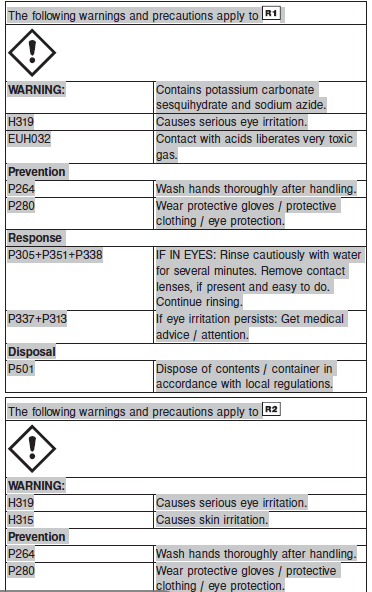 The following warnings and precautions apply to R1
WARNING: Contains potassium carbonate
sesquihydrate and sodium azide.
H319 Causes serious eye irritation.
EUH032 Contact with acids liberates very toxic
gas.
Prevention
P264 Wash hands thoroughly after handling.
P280 Wear protective gloves / protective
clothing / eye protection.
Response
P305+P351+P338 IF IN EYES: Rinse cautiously with water
for several minutes. Remove contact
lenses, if present and easy to do.
Continue rinsing.
P337+P313 If eye irritation persists: Get medical
advice / attention.
Disposal
P501 Dispose of contents / container in
accordance with local regulations.
The following warnings and precautions apply to R2
WARNING:
H319 Causes serious eye irritation.
H315 Causes skin irritation.
Prevention
P264 Wash hands thoroughly after handling.
P280 Wear protective gloves / protective
clothing / eye protection.